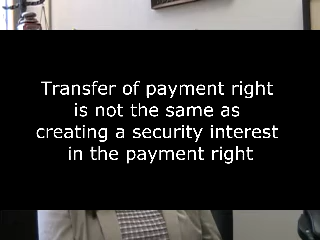 Transfer of payment right
is not the same as
creating a security interest
in the payment right